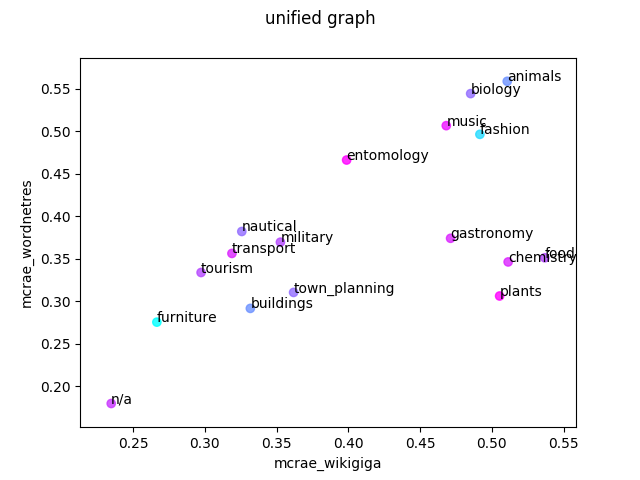 unified graph
mcrae_wordnetres
0.55
0.50
0.45
0.40
0.35
0.30
0.25
0.20
animals
biology
music
fashion
entomology
nautical
gastronomy
military
transport
food
chemistry
tourism
town_planning
plants
buildings
furniture
n/a
0.25 0.30 0.35 0.40 0.45 0.50 0.55
mcrae_wikigiga